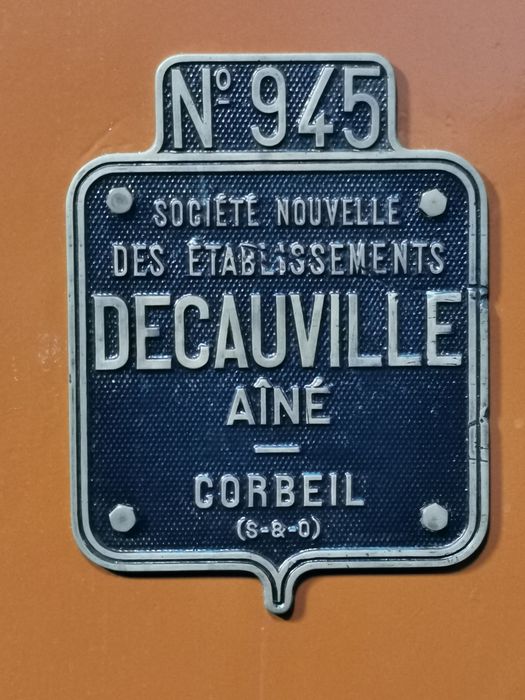 Nº 945
SOCIÉTÉ NOUVELLE
DES ÉTABLISSEMENTS
DECAUVILLE
AÎNÉ
—
CORBEIL
(S-&-O)